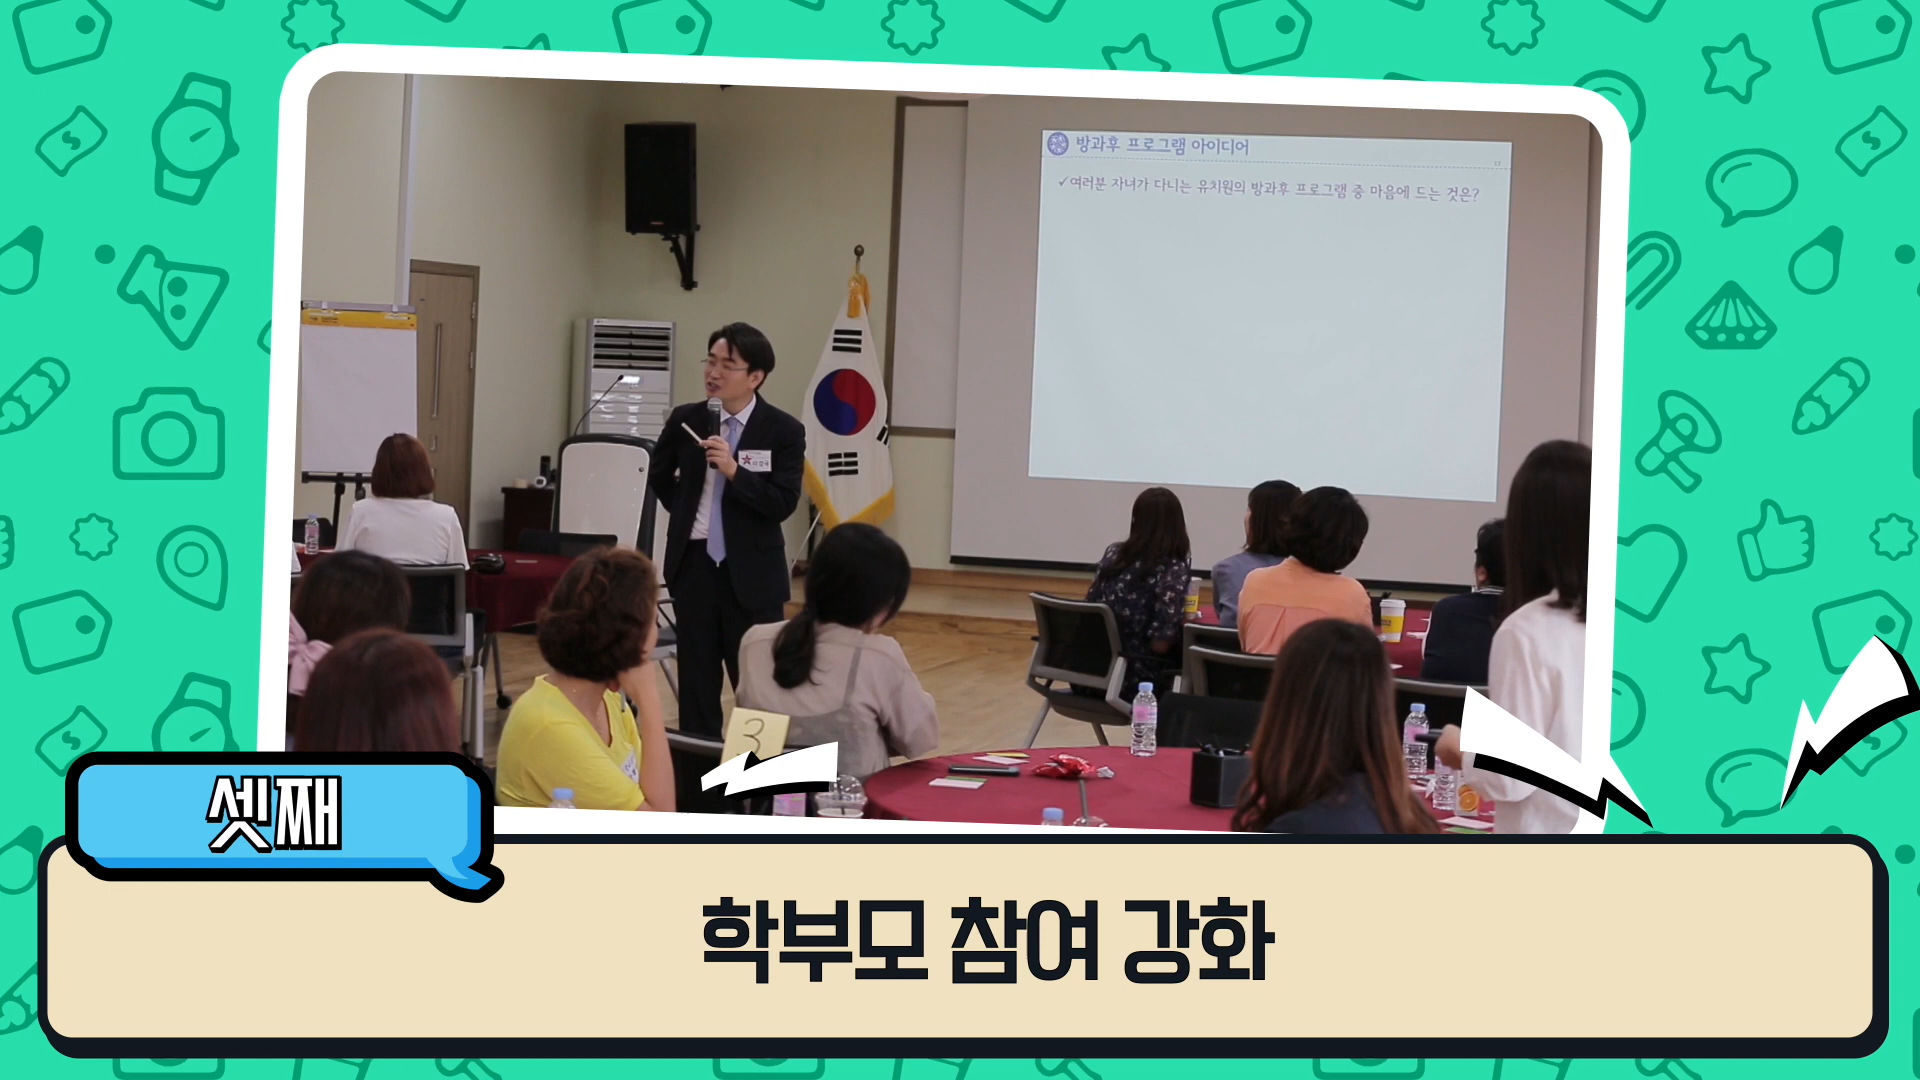 방과후 프로그램 아이디어
17
✓여러분 자녀가 다니는 유치원의 방과후 프로그램 중 마음에 드는 것은?
3
셋째
학부모 참여 강화